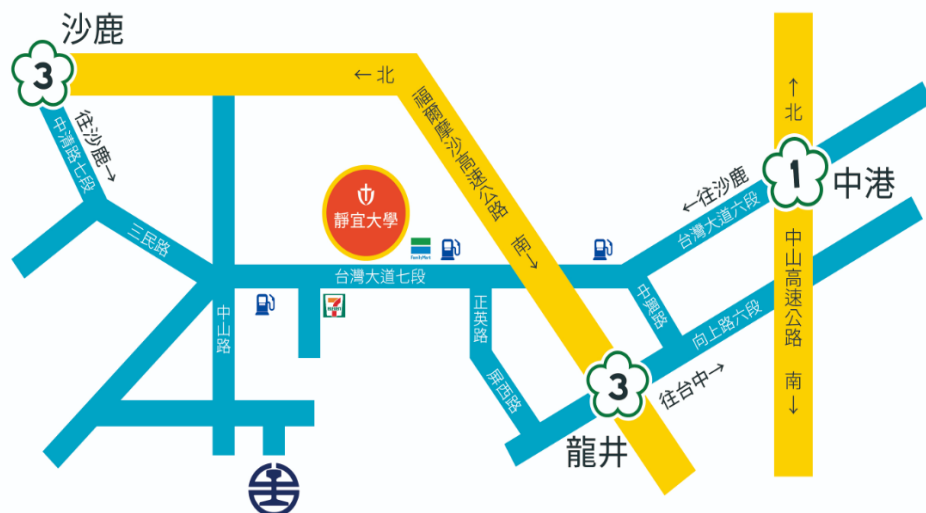 沙鹿
3
←北
往沙鹿→
中清路七段
福爾摩沙高速公路
南→
靜宜大學
FamilyMart
三民路
台灣大道七段
中山路
7
ELEVEN
正英路
屏西路
中興路
←往沙鹿
台灣大道六段
向上路六段
往台中→
3
龍井
←北
1
中港
中山高速公路
南→